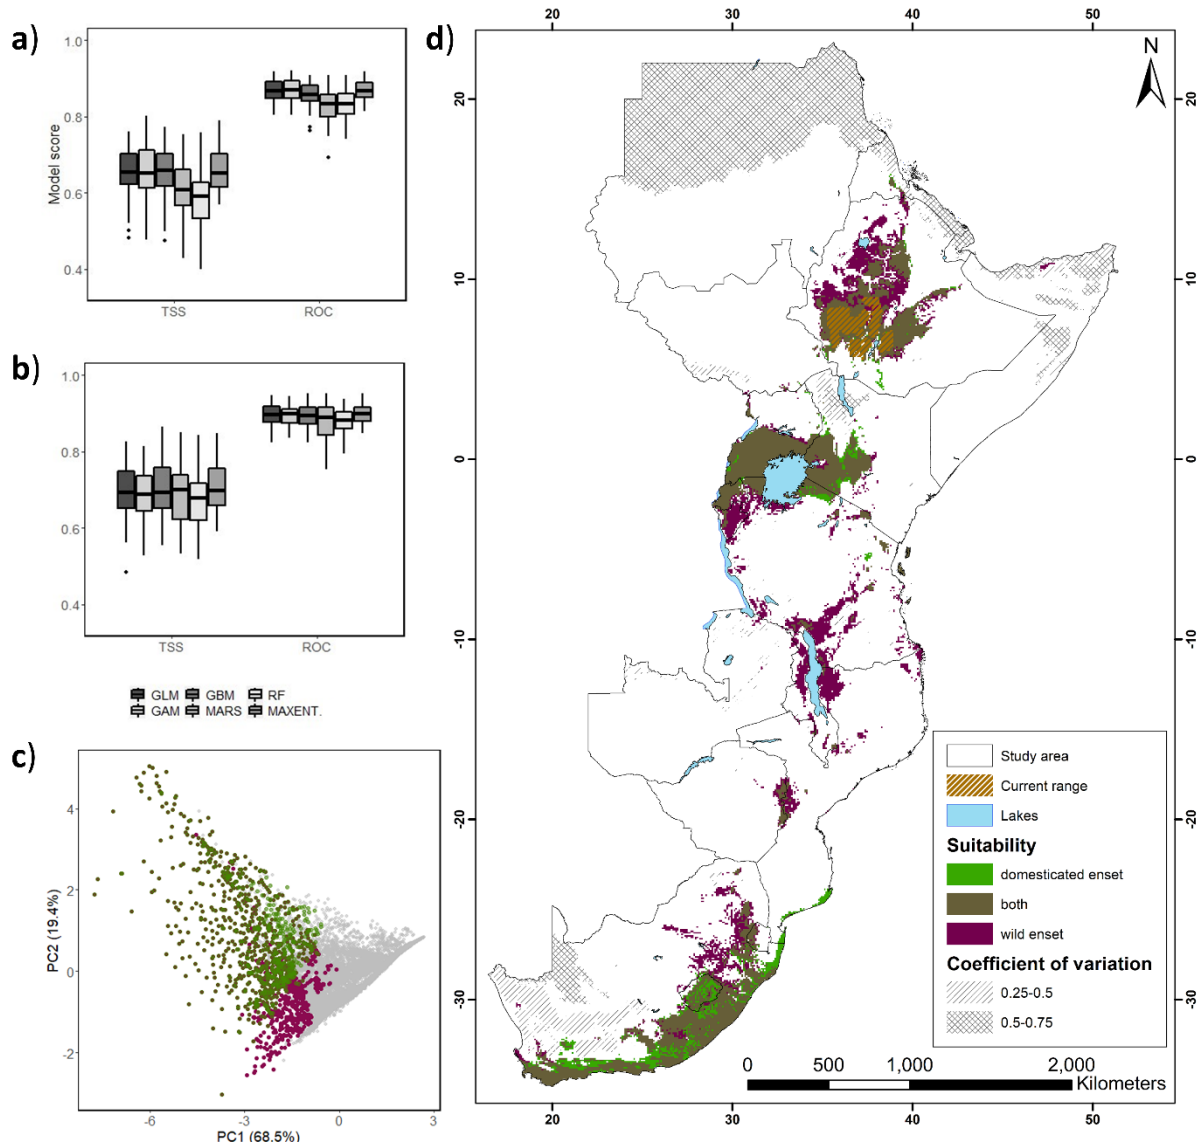 a)
1.0
0.8
0.6
0.4
Model score
TSS
ROC
b)
1.0
0.8
0.6
0.4
TSS
ROC
GLM
GBM
RF
GAM
MARS
MAXENT.
c)
4
2
0
-2
PC2 (19.4%)
-6
-3
0
3
PC1 (68.5%)
d)
20
30
40
50
N
20
10
0
-10
-20
-30
20
10
0
-10
-20
-30
Study area
Current range
Lakes
Suitability
domesticated enset
both
wild enset
Coefficient of variation
0.25-0.5
0.5-0.75
0
500
1,000
2,000
Kilometers
20
30
40
50